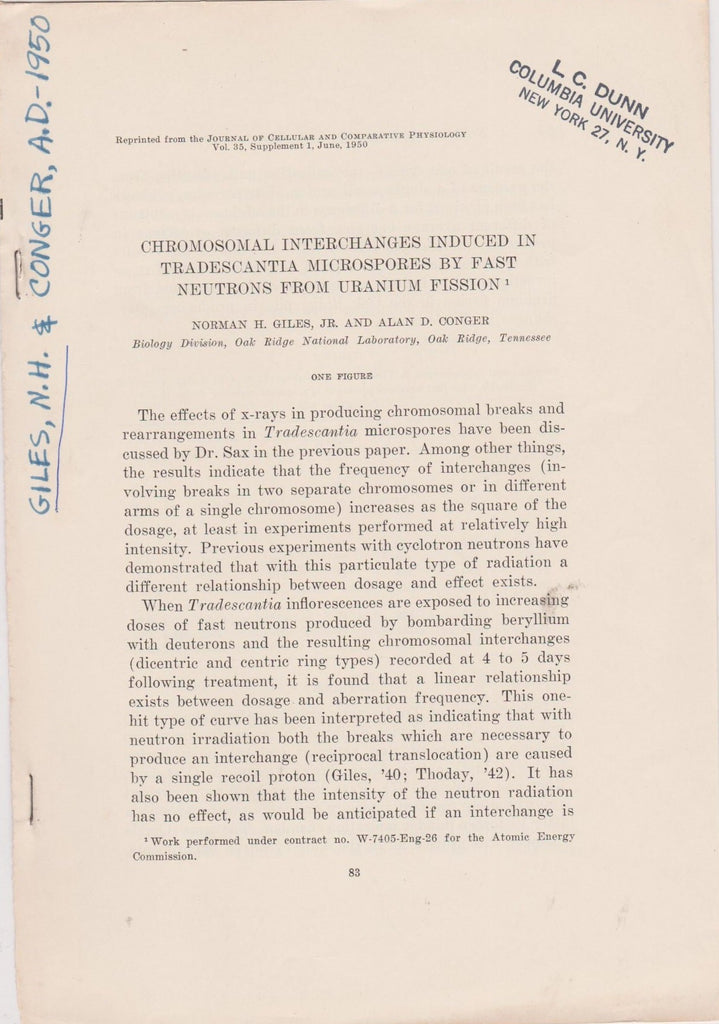 GILES, N.H. & CONGER, A.D.-1950
L. C. DUNN
COLUMBIA UNIVERSITY
NEW YORK 27, N. Y.
Reprinted from the JOURNAL OF CELLULAR AND COMPARATIVE PHYSIOLOGY
Vol. 35, Supplement 1, June, 1950
CHROMOSOMAL INTERCHANGES INDUCED IN
TRADESCANTIA MICROSPORES BY FAST
NEUTRONS FROM URANIUM FISSION ¹
NORMAN H. GILES, JR. AND ALAN D. CONGER
Biology Division, Oak Ridge National Laboratory, Oak Ridge, Tennessee
ONE FIGURE
The effects of x-rays in producing chromosomal breaks and
rearrangements in Tradescantia microspores have been dis-
cussed by Dr. Sax in the previous paper. Among other things,
the results indicate that the frequency of interchanges (in-
volving breaks in two separate chromosomes or in different
arms of a single chromosome) increases as the square of the
dosage, at least in experiments performed at relatively high
intensity. Previous experiments with cyclotron neutrons have
demonstrated that with this particulate type of radiation a
different relationship between dosage and effect exists.
When Tradescantia inflorescences are exposed to increasing
doses of fast neutrons produced by bombarding beryllium
with deuterons and the resulting chromosomal interchanges
(dicentric and centric ring types) recorded at 4 to 5 days
following treatment, it is found that a linear relationship
exists between dosage and aberration frequency. This one-
hit type of curve has been interpreted as indicating that with
neutron irradiation both the breaks which are necessary to
produce an interchange (reciprocal translocation) are caused
by a single recoil proton (Giles, '40; Thoday, '42). It has
also been shown that the intensity of the neutron radiation
has no effect, as would be anticipated if an interchange is
¹ Work performed under contract no. W-7405-Eng-26 for the Atomic Energy
Commission.
83